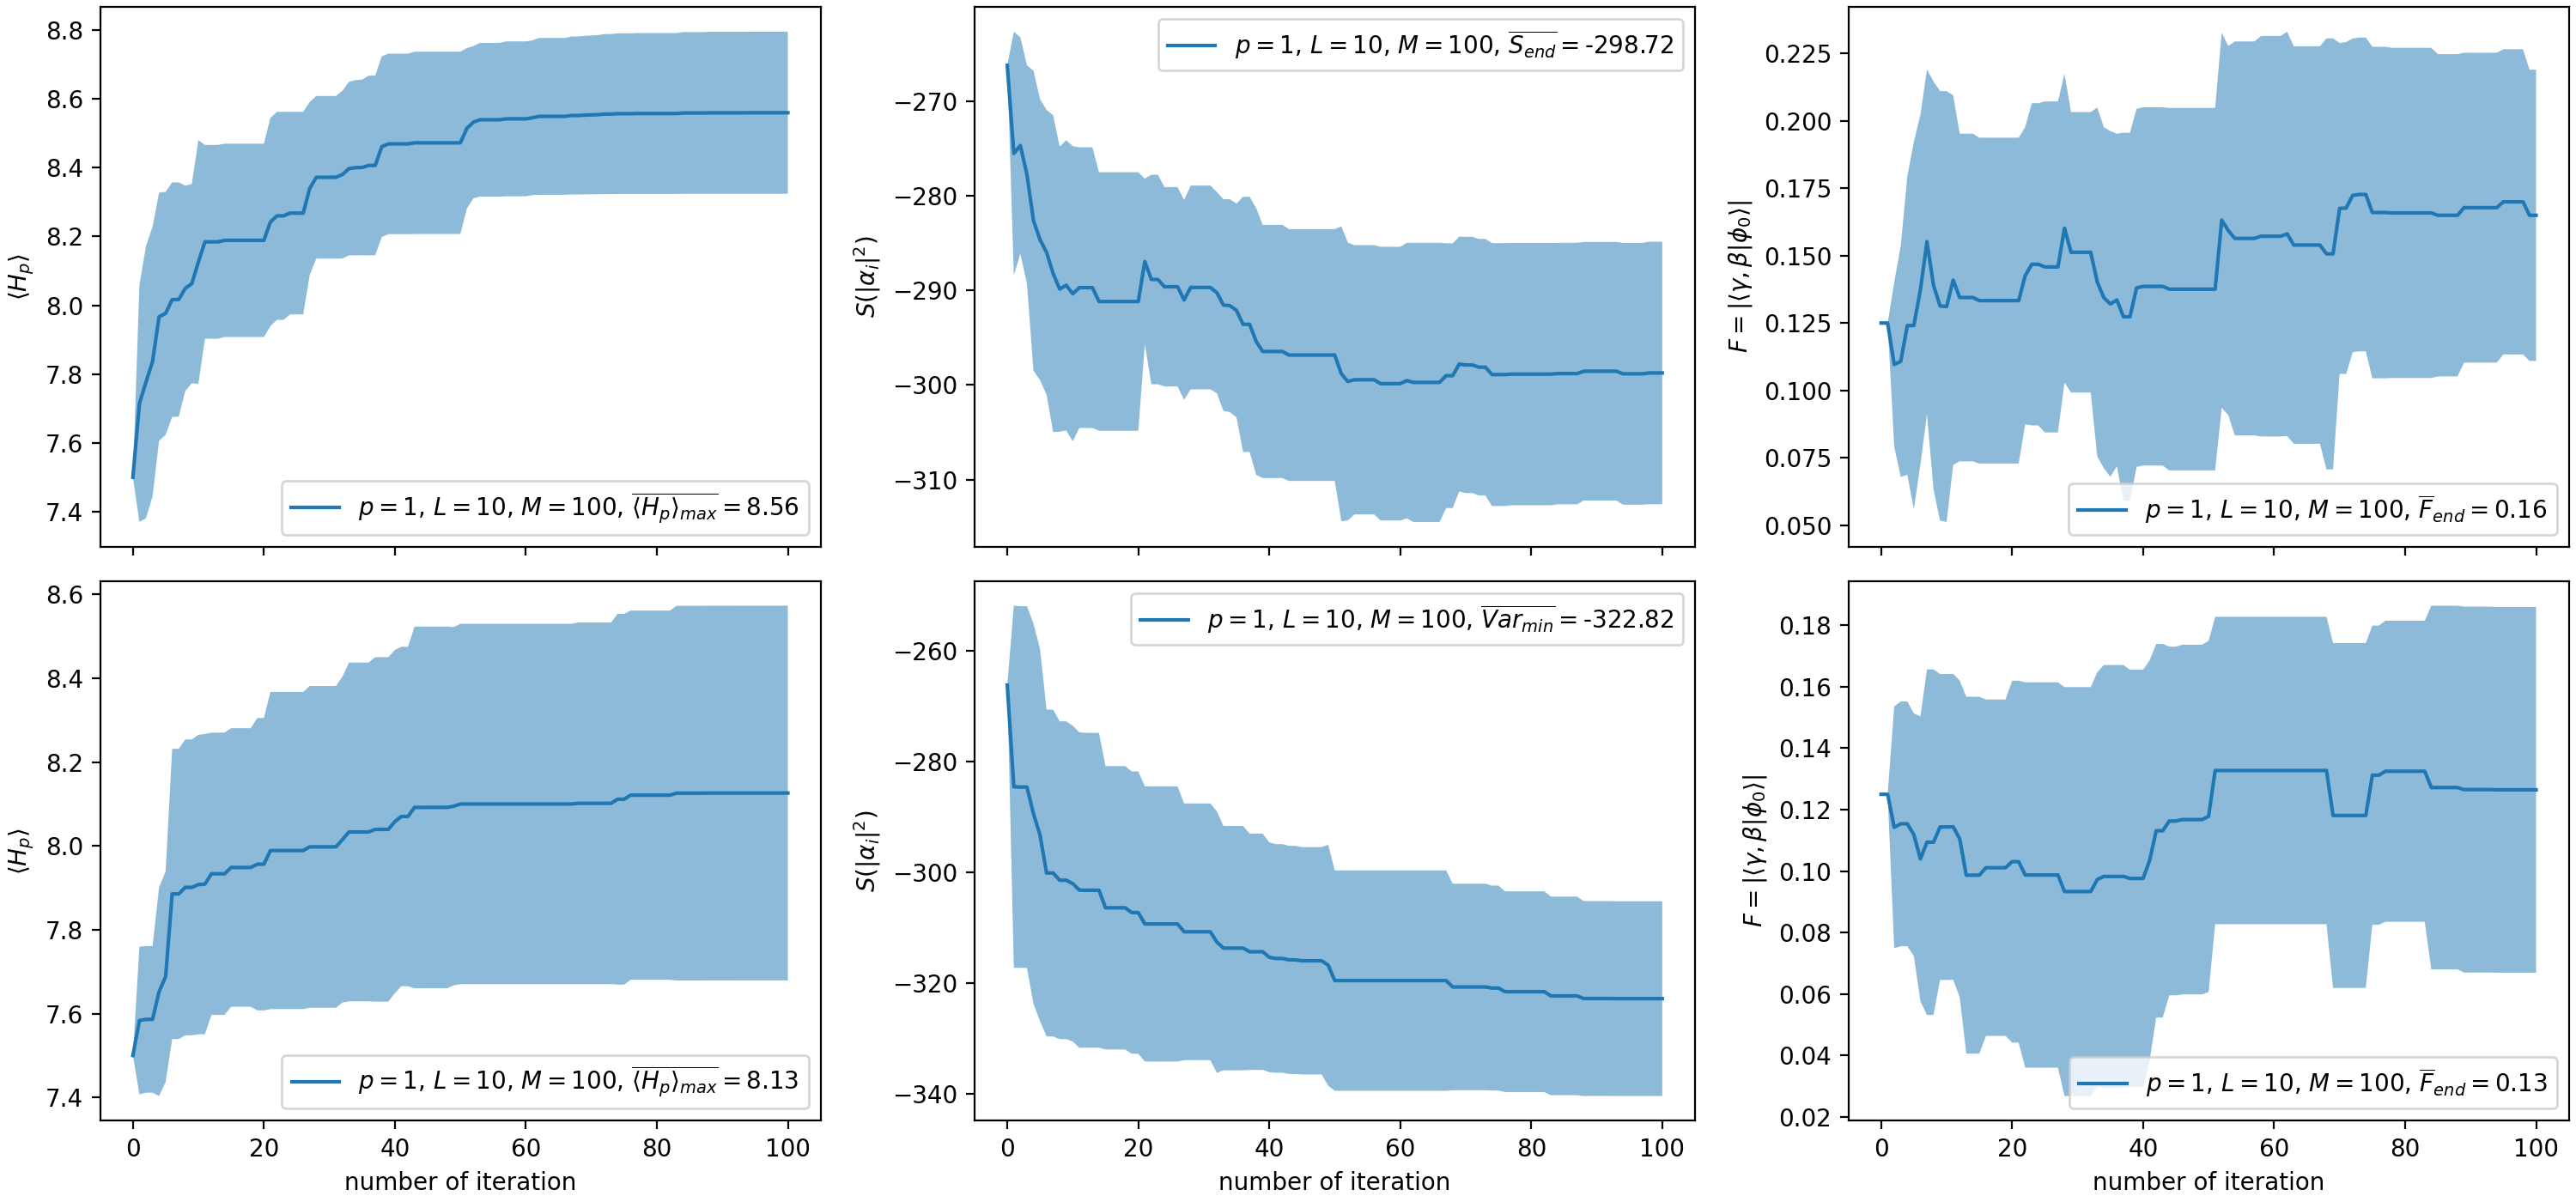 8.8
8.6
8.4
8.2
8.0
7.8
7.6
7.4
⟨H_p⟩
p = 1, L = 10, M = 100, \overline{⟨H_p⟩_{max}} = 8.56
−270
−280
−290
−300
−310
S(|α_i|^2)
p = 1, L = 10, M = 100, \overline{S_{end}} = -298.72
0.225
0.200
0.175
0.150
0.125
0.100
0.075
0.050
F = |⟨γ, β|ϕ_0⟩|
p = 1, L = 10, M = 100, \overline{F}_{end} = 0.16
8.6
8.4
8.2
8.0
7.8
7.6
7.4
⟨H_p⟩
p = 1, L = 10, M = 100, \overline{⟨H_p⟩_{max}} = 8.13
0 20 40 60 80 100
number of iteration
−260
−280
−300
−320
−340
S(|α_i|^2)
p = 1, L = 10, M = 100, \overline{Var_{min}} = -322.82
0 20 40 60 80 100
number of iteration
0.18
0.16
0.14
0.12
0.10
0.08
0.06
0.04
0.02
F = |⟨γ, β|ϕ_0⟩|
p = 1, L = 10, M = 100, \overline{F}_{end} = 0.13
0 20 40 60 80 100
number of iteration